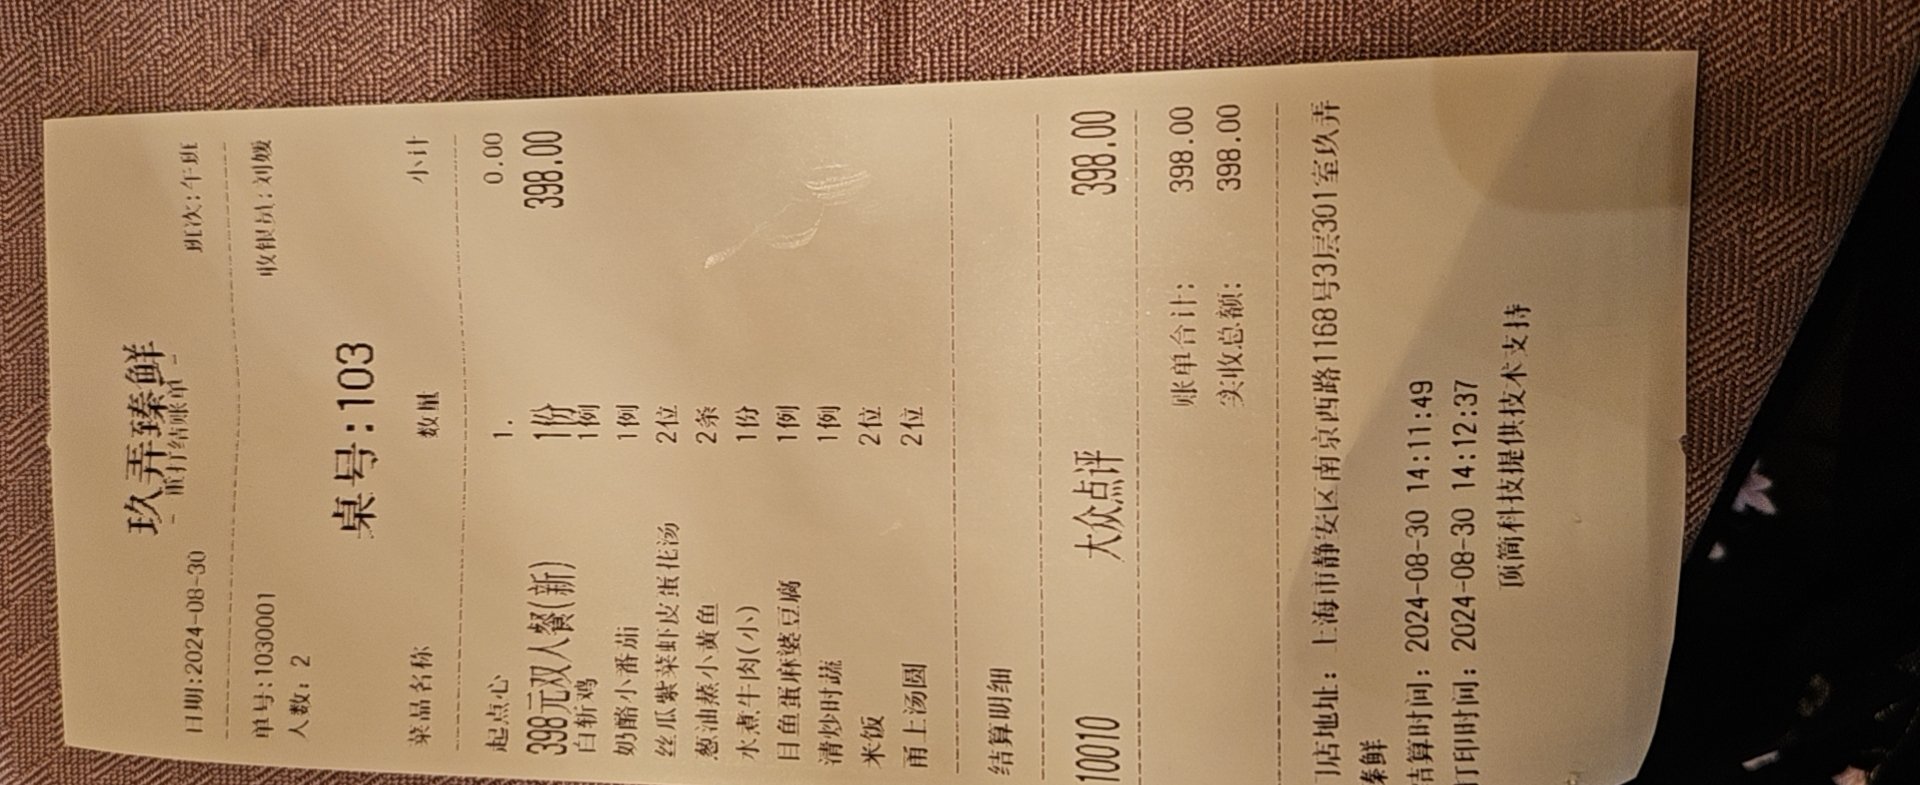 玖弄臻鲜
- 重打结账单 -
日期:2024-08-30 班次:午班
单号:1030001 收银员:刘媛
人数: 2
桌号:103
菜品名称 数量 小计
起点心 1. 0.00
398元双人餐(新) 1份 398.00
白斩鸡 1例
奶酪小番茄 1例
丝瓜紫菜虾皮蛋花汤 2位
葱油蒸小黄鱼 2条
水煮牛肉(小) 1份
目鱼蛋麻婆豆腐 1例
清炒时蔬 1例
米饭 2位
甬上汤圆 2位
结算明细
10010 大众点评 398.00
账单合计: 398.00
实收总额: 398.00
门店地址: 上海市静安区南京西路1168号3层301室玖弄
臻鲜
结算时间: 2024-08-30 14:11:49
打印时间: 2024-08-30 14:12:37
顶简科技提供技术支持